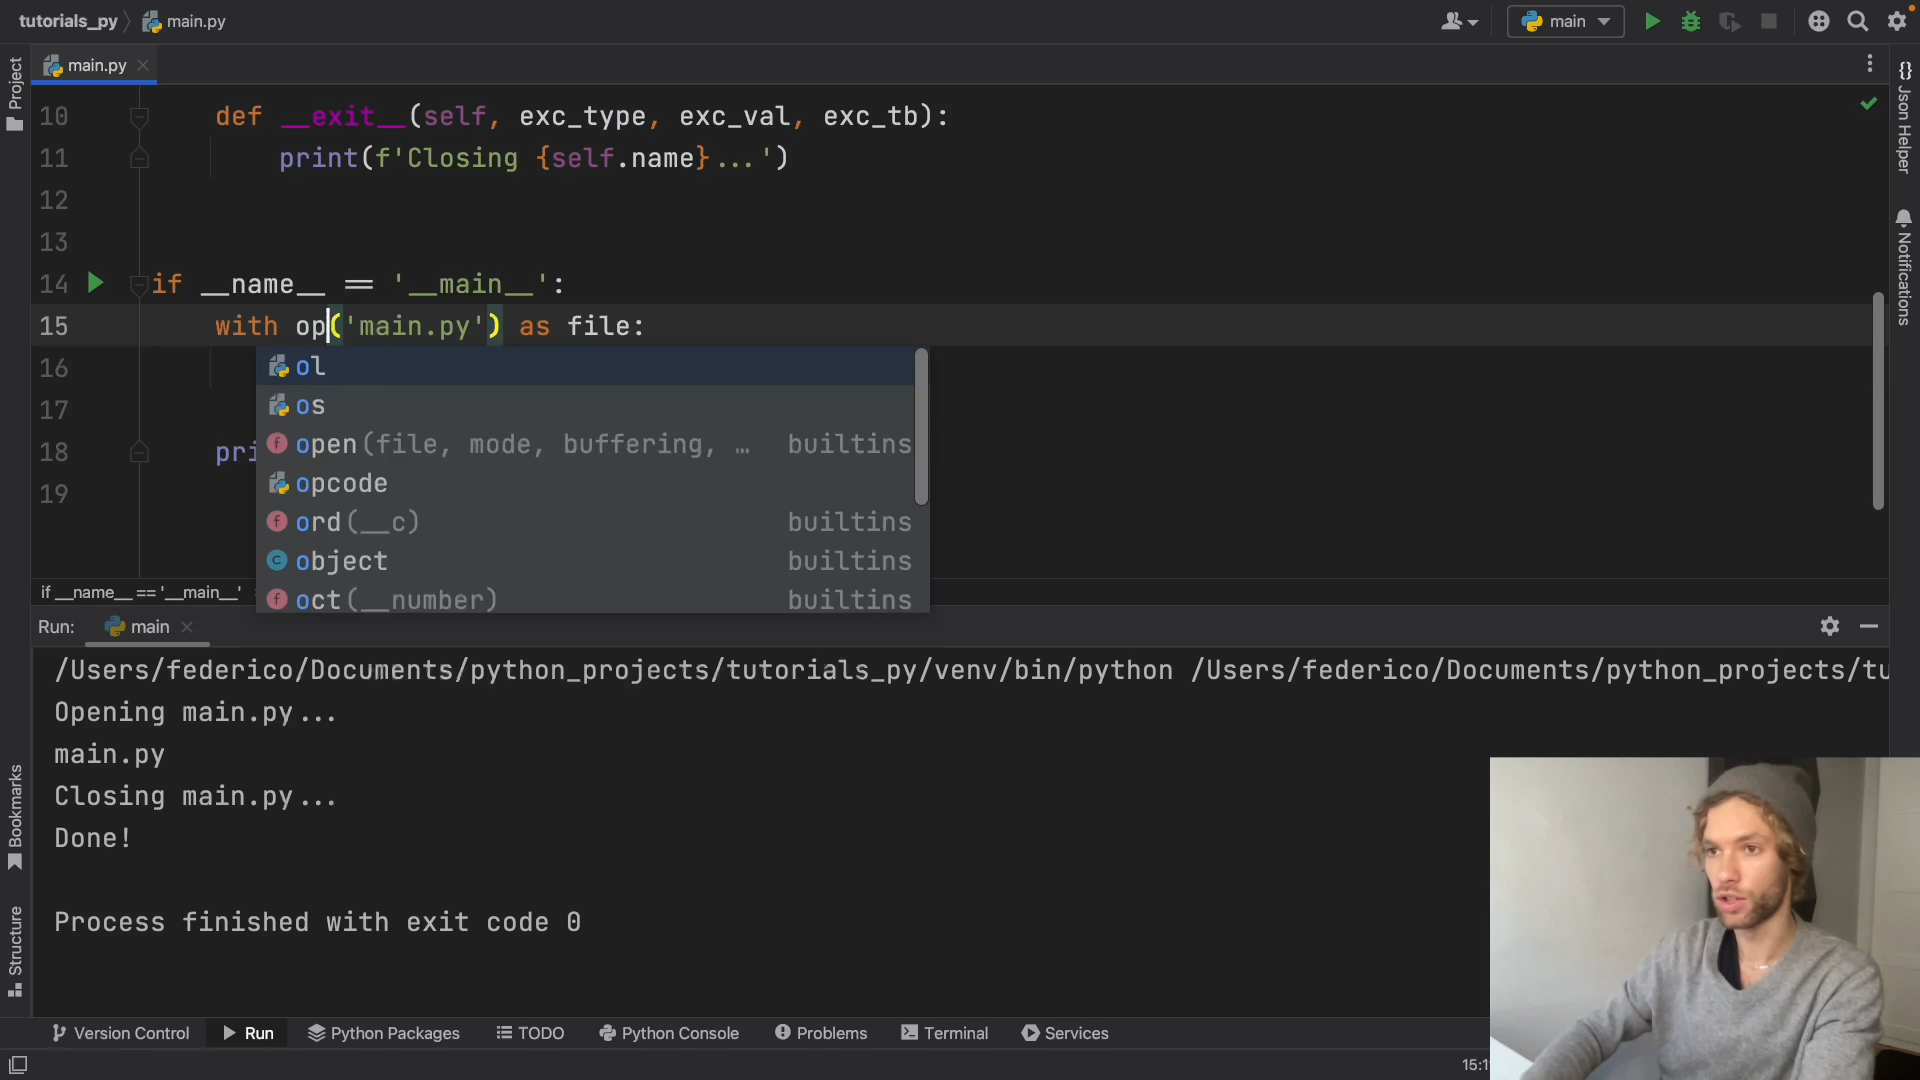 tutorials_py
main.py
main
main.py
Project
10 def __exit__(self, exc_type, exc_val, exc_tb):
11 print(f'Closing {self.name}...')
12
13
14 if __name__ == '__main__':
15 with op('main.py') as file:
16 ol
os
17
open(file, mode, buffering, … builtins
18 pri
opcode
19
ord(__c) builtins
object builtins
oct(__number) builtins
if __name__ == '__main__'
Json Helper
Notifications
Run: main
/Users/federico/Documents/python_projects/tutorials_py/venv/bin/python /Users/federico/Documents/python_projects/tu
Opening main.py...
main.py
Closing main.py...
Done!
Process finished with exit code 0
Bookmarks
Structure
Version Control Run Python Packages TODO Python Console Problems Terminal Services